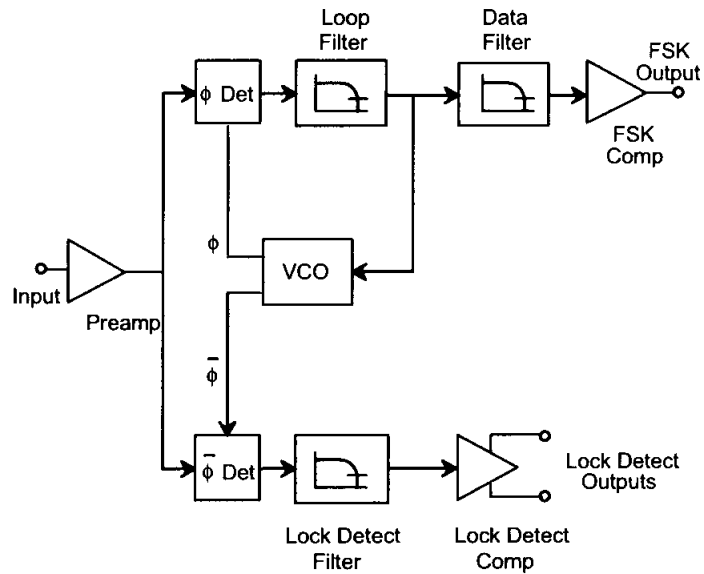 Loop
Filter
Data
Filter
FSK
Output
ϕ Det
FSK
Comp
ϕ
VCO
Input
Preamp
ϕ̅
ϕ̅ Det
Lock Detect
Outputs
Lock Detect
Filter
Lock Detect
Comp